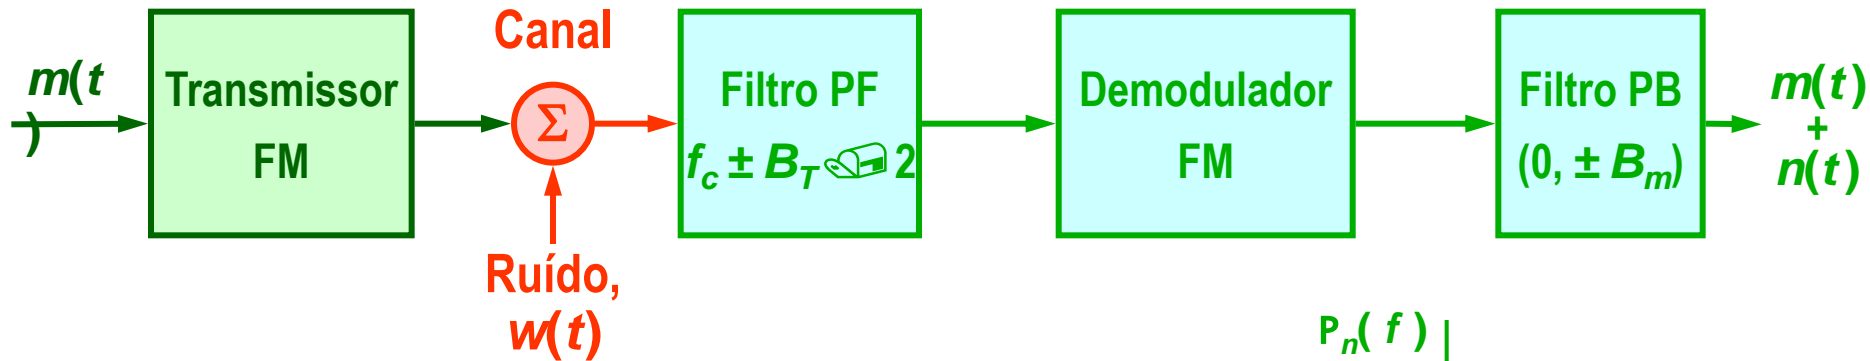 m(t
)
Transmissor
FM
Canal
Σ
Ruído,
w(t)
Filtro PF
f_c ± B_T 2
Demodulador
FM
Filtro PB
(0, ± B_m)
m(t)
+
n(t)
P_n(f)